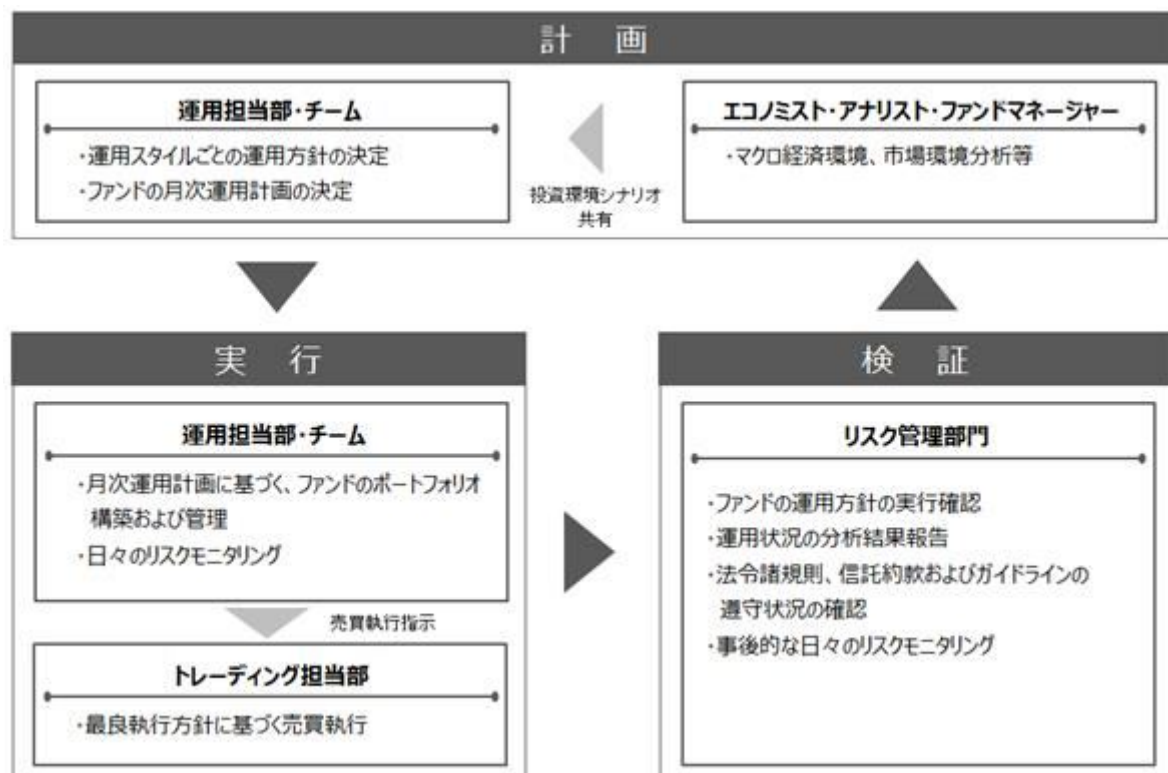 計 画
運用担当部・チーム
・運用スタイルごとの運用方針の決定
・ファンドの月次運用計画の決定
投資環境シナリオ
共有
エコノミスト・アナリスト・ファンドマネージャー
・マクロ経済環境、市場環境分析等
実 行
運用担当部・チーム
・月次運用計画に基づく、ファンドのポートフォリオ
構築および管理
・日々のリスクモニタリング
売買執行指示
トレーディング担当部
・最良執行方針に基づく売買執行
検 証
リスク管理部門
・ファンドの運用方針の実行確認
・運用状況の分析結果報告
・法令諸規則、信託約款およびガイドラインの
遵守状況の確認
・事後的な日々のリスクモニタリング